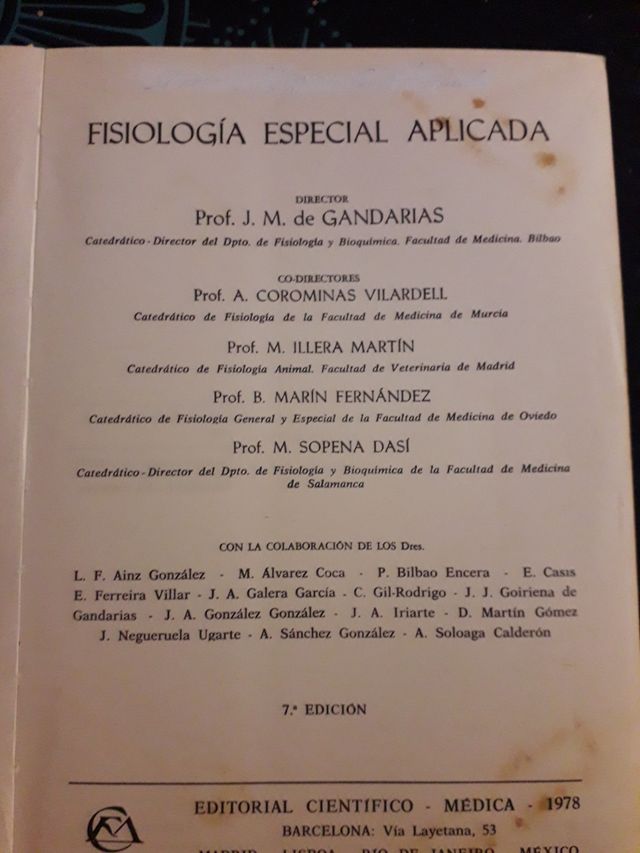 FISIOLOGÍA ESPECIAL APLICADA
DIRECTOR
Prof. J. M. de GANDARIAS
Catedrático-Director del Dpto. de Fisiología y Bioquímica. Facultad de Medicina. Bilbao
CO-DIRECTORES
Prof. A. COROMINAS VILARDELL
Catedrático de Fisiología de la Facultad de Medicina de Murcia
Prof. M. ILLERA MARTÍN
Catedrático de Fisiología Animal. Facultad de Veterinaria de Madrid
Prof. B. MARÍN FERNÁNDEZ
Catedrático de Fisiología General y Especial de la Facultad de Medicina de Oviedo
Prof. M. SOPENA DASÍ
Catedrático-Director del Dpto. de Fisiología y Bioquímica de la Facultad de Medicina
de Salamanca
CON LA COLABORACIÓN DE LOS Dres.
L. F. Ainz González - M. Álvarez Coca - P. Bilbao Encera - E. Casis
E. Ferreira Villar - J. A. Galera García - C. Gil-Rodrigo - J. J. Goiriena de
Gandarias - J. A. González González - J. A. Iriarte - D. Martín Gómez
J. Negueruela Ugarte - A. Sánchez González - A. Soloaga Calderón
7.ª EDICIÓN
EDITORIAL CIENTÍFICO - MÉDICA - 1978
BARCELONA: Vía Layetana, 53
MADRID - LISBOA - RÍO DE JANEIRO - MÉXICO